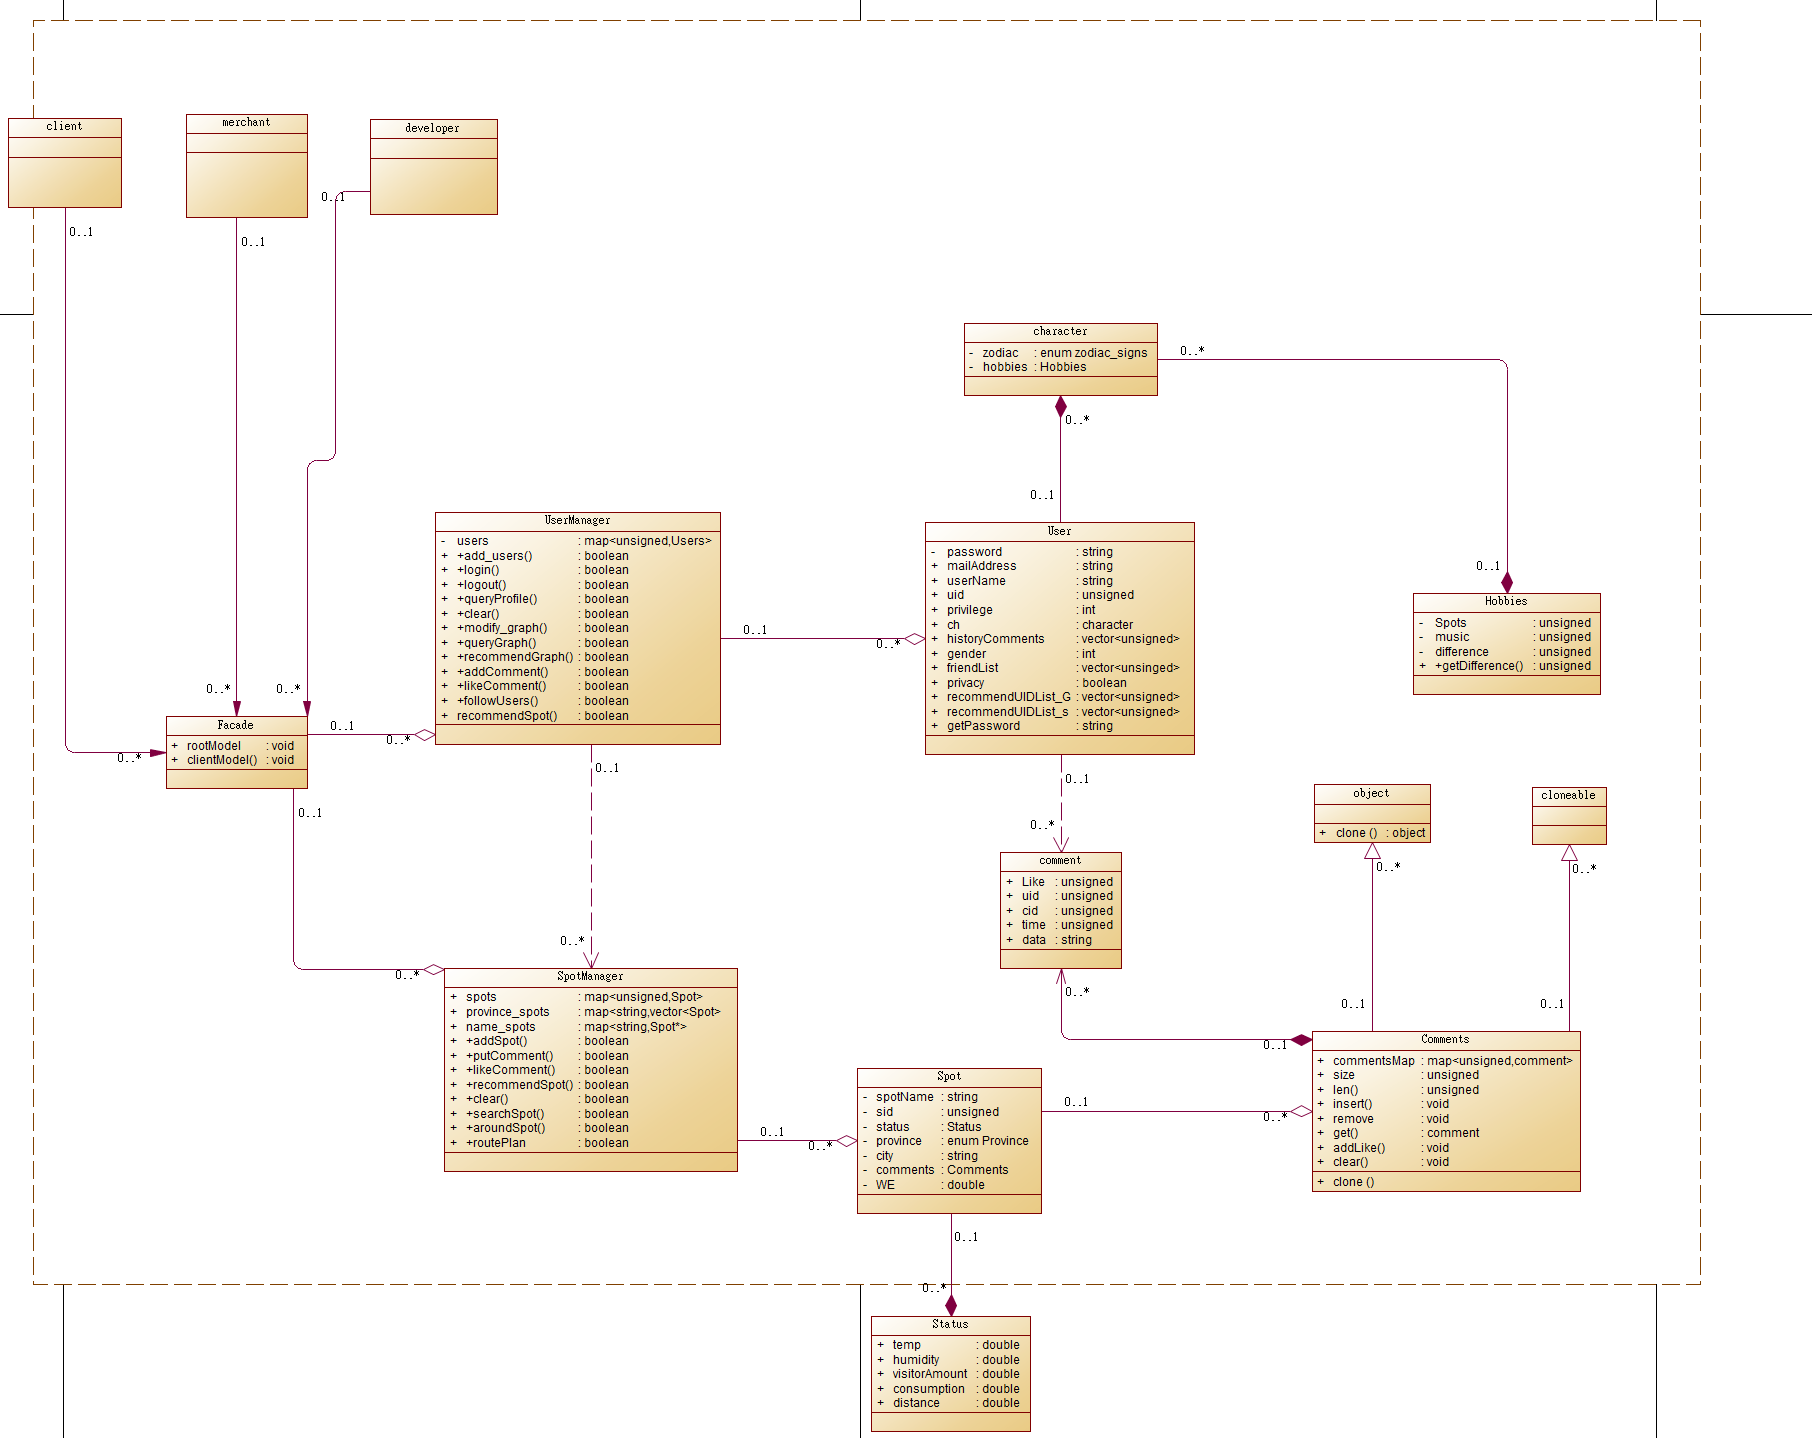 client
merchant
developer
0..1
0..1
0..1
character
- zodiac : enum zodiac_signs
- hobbies : Hobbies
0..*
0..*
0..1
UserManager
- users : map<unsigned,Users>
+ +add_users() : boolean
+ +login() : boolean
+ +logout() : boolean
+ +queryProfile() : boolean
+ +clear() : boolean
+ +modify_graph() : boolean
+ +queryGraph() : boolean
+ +recommendGraph() : boolean
+ +addComment() : boolean
+ +likeComment() : boolean
+ +followUsers() : boolean
+ recommendSpot() : boolean
0..1
0..*
User
- password : string
+ mailAddress : string
+ userName : string
+ uid : unsigned
+ privilege : int
+ ch : character
+ historyComments : vector<unsigned>
+ gender : int
+ friendList : vector<unsinged>
+ privacy : boolean
+ recommendUIDList_G : vector<unsigned>
+ recommendUIDList_s : vector<unsigned>
+ getPassword : string
0..1
Hobbies
- Spots : unsigned
- music : unsigned
- difference : unsigned
+ +getDifference() : unsigned
0..*
0..*
0..*
Facade
+ rootModel : void
+ clientModel() : void
0..1
0..*
0..1
0..1
0..1
0..*
object
+ clone () : object
cloneable
0..*
0..*
comment
+ Like : unsigned
+ uid : unsigned
+ cid : unsigned
+ time : unsigned
+ data : string
0..*
0..*
0..*
0..1
0..1
0..1
SpotManager
+ spots : map<unsigned,Spot>
+ province_spots : map<string,vector<Spot>
+ name_spots : map<string,Spot*>
+ +addSpot() : boolean
+ +putComment() : boolean
+ +likeComment() : boolean
+ +recommendSpot() : boolean
+ +clear() : boolean
+ +searchSpot() : boolean
+ +aroundSpot() : boolean
+ +routePlan : boolean
0..1
0..*
Spot
- spotName : string
- sid : unsigned
- status : Status
- province : enum Province
- city : string
- comments : Comments
- WE : double
0..1
0..*
Comments
+ commentsMap : map<unsigned,comment>
+ size : unsigned
+ len() : unsigned
+ insert() : void
+ remove : void
+ get() : comment
+ addLike() : void
+ clear() : void
+ clone ()
0..1
0..*
Status
+ temp : double
+ humidity : double
+ visitorAmount : double
+ consumption : double
+ distance : double